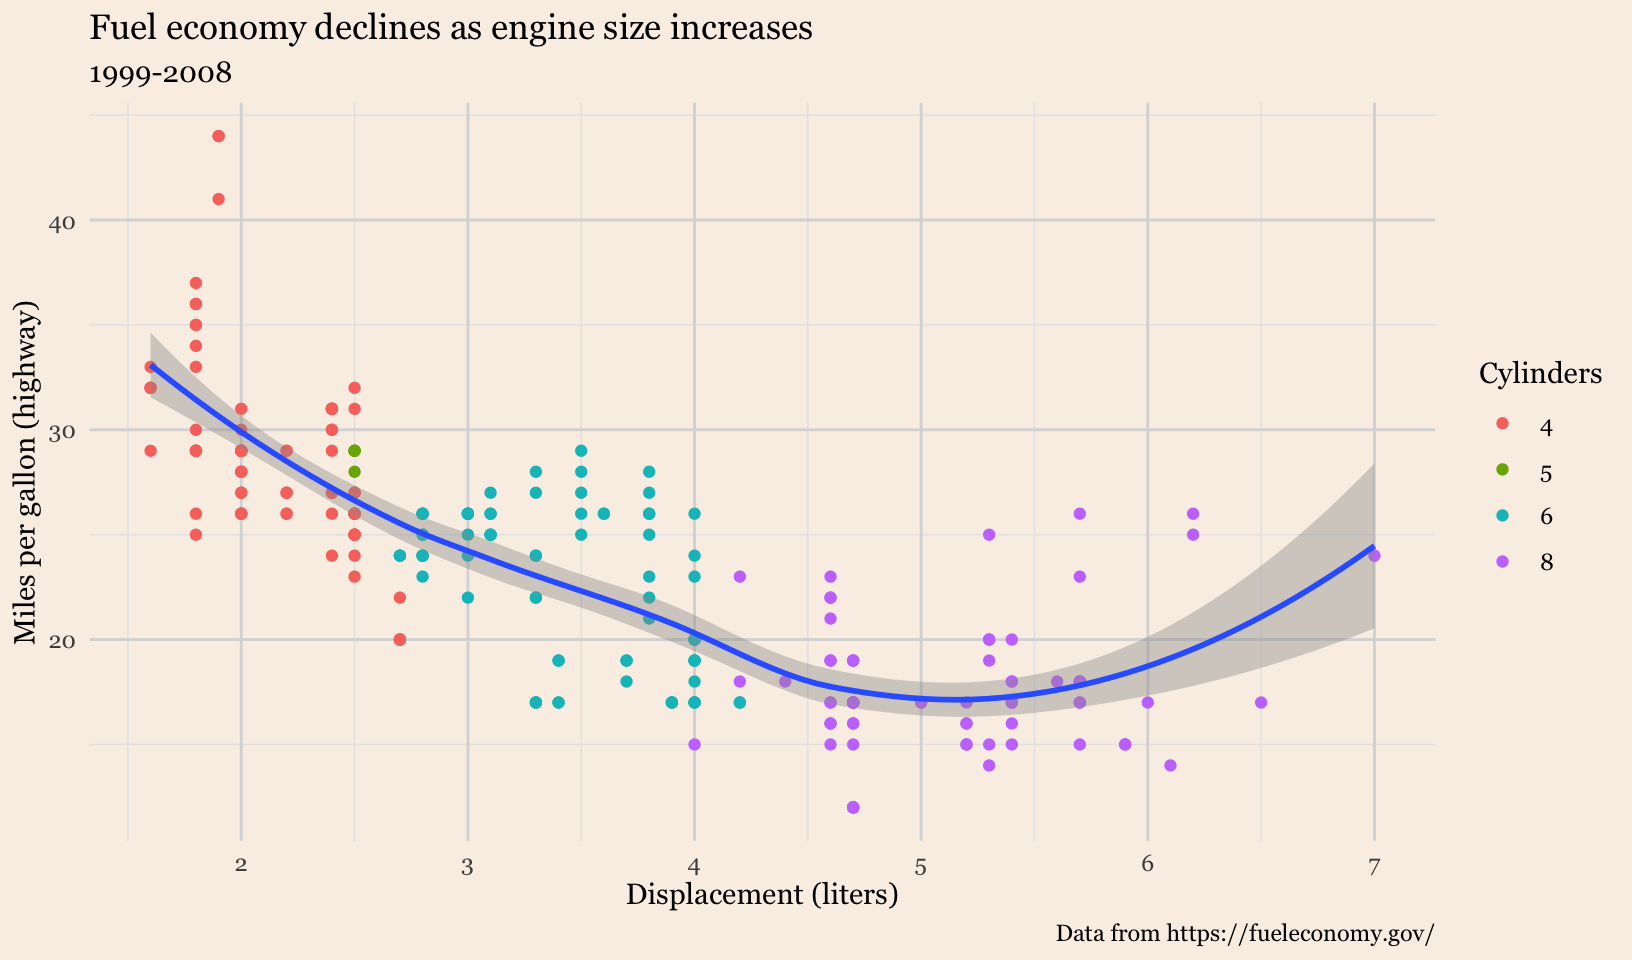 Fuel economy declines as engine size increases
1999-2008
Miles per gallon (highway)
40
30
20
2 3 4 5 6 7
Displacement (liters)
Cylinders
4
5
6
8
Data from https://fueleconomy.gov/